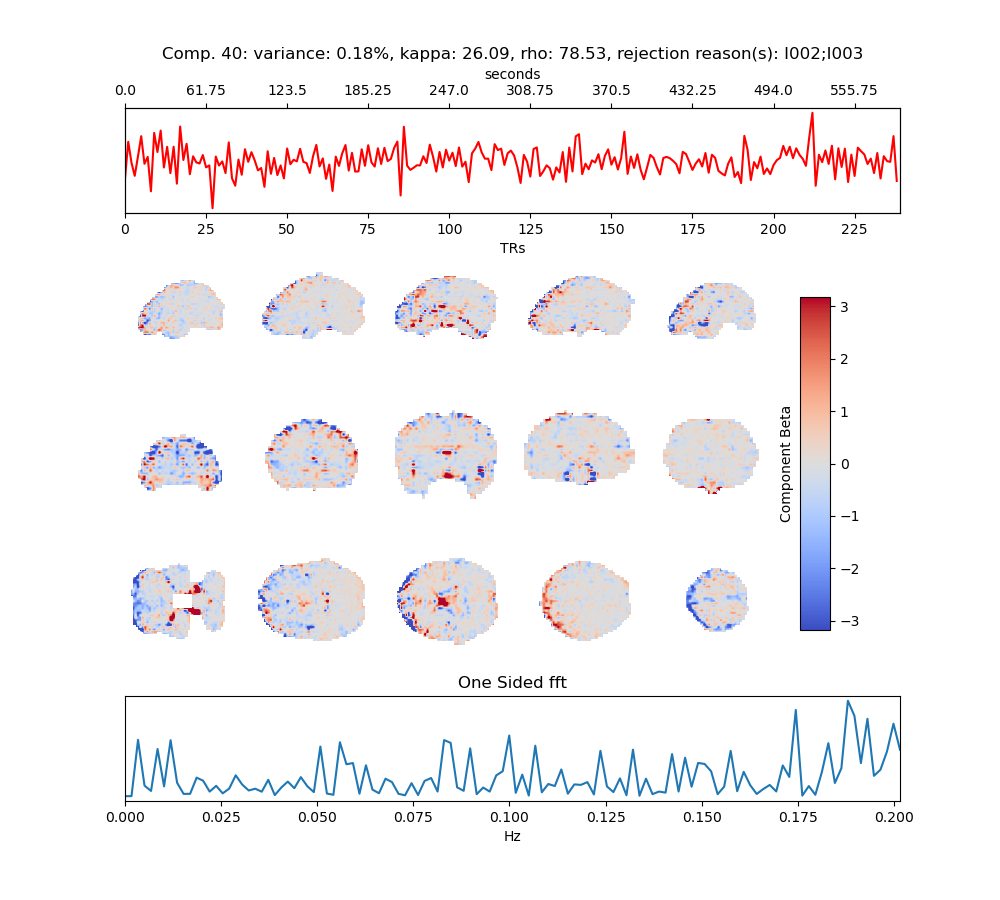 Comp. 40: variance: 0.18%, kappa: 26.09, rho: 78.53, rejection reason(s): I002;I003
seconds
0.0 61.75 123.5 185.25 247.0 308.75 370.5 432.25 494.0 555.75
0 25 50 75 100 125 150 175 200 225
TRs
3
2
1
0
−1
−2
−3
Component Beta
One Sided fft
0.000 0.025 0.050 0.075 0.100 0.125 0.150 0.175 0.200
Hz